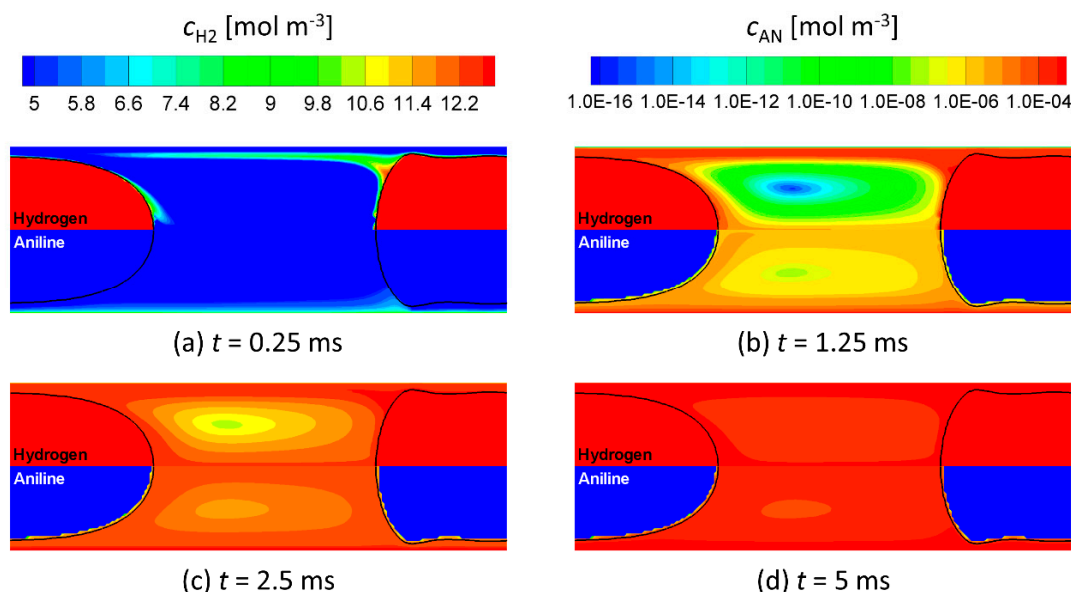 c_H2 [mol m⁻³]
5 5.8 6.6 7.4 8.2 9 9.8 10.6 11.4 12.2
c_AN [mol m⁻³]
1.0E-16 1.0E-14 1.0E-12 1.0E-10 1.0E-08 1.0E-06 1.0E-04
Hydrogen
Aniline
(a) t = 0.25 ms
Hydrogen
Aniline
(b) t = 1.25 ms
Hydrogen
Aniline
(c) t = 2.5 ms
Hydrogen
Aniline
(d) t = 5 ms